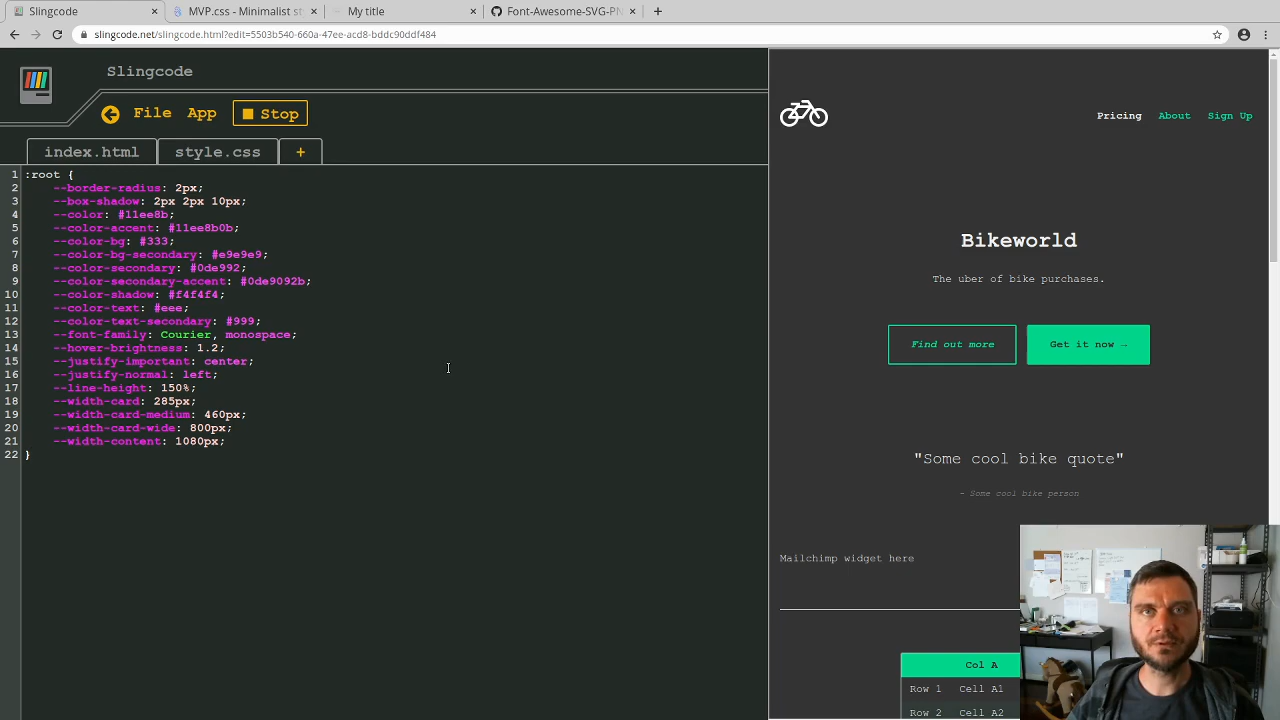 Slingcode
MVP.css - Minimalist st
My title
Font-Awesome-SVG-PN
slingcode.net/slingcode.html?edit=5503b540-660a-47ee-acd8-bddc90ddf484
Slingcode
File App Stop
index.html style.css +
1 :root {
2 --border-radius: 2px;
3 --box-shadow: 2px 2px 10px;
4 --color: #11ee8b;
5 --color-accent: #11ee8b0b;
6 --color-bg: #333;
7 --color-bg-secondary: #e9e9e9;
8 --color-secondary: #0de992;
9 --color-secondary-accent: #0de9092b;
10 --color-shadow: #f4f4f4;
11 --color-text: #eee;
12 --color-text-secondary: #999;
13 --font-family: Courier, monospace;
14 --hover-brightness: 1.2;
15 --justify-important: center;
16 --justify-normal: left;
17 --line-height: 150%;
18 --width-card: 285px;
19 --width-card-medium: 460px;
20 --width-card-wide: 800px;
21 --width-content: 1080px;
22 }
Pricing About Sign Up
Bikeworld
The uber of bike purchases.
Find out more Get it now →
"Some cool bike quote"
- Some cool bike person
Mailchimp widget here
Col A
Row 1 Cell A1
Row 2 Cell A2